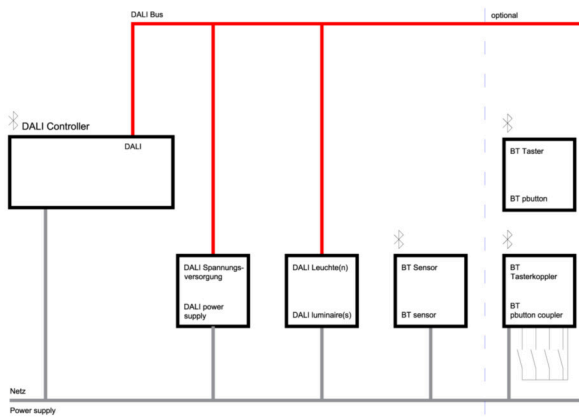 DALI Bus
optional
DALI Controller
DALI
BT Taster
BT pbutton
DALI Spannungs-
versorgung
DALI power
supply
DALI Leuchte(n)
DALI luminaire(s)
BT Sensor
BT sensor
BT
Tasterkoppler
BT
pbutton coupler
Netz
Power supply